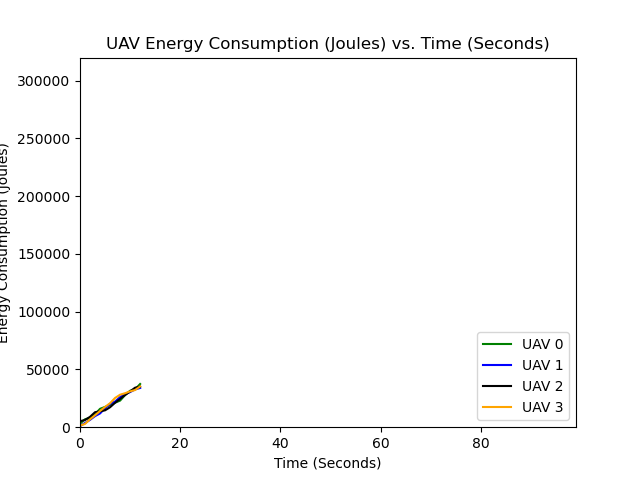 UAV Energy Consumption (Joules) vs. Time (Seconds)
300000
250000
200000
150000
100000
50000
0
Energy Consumption (Joules)
0 20 40 60 80
Time (Seconds)
UAV 0
UAV 1
UAV 2
UAV 3